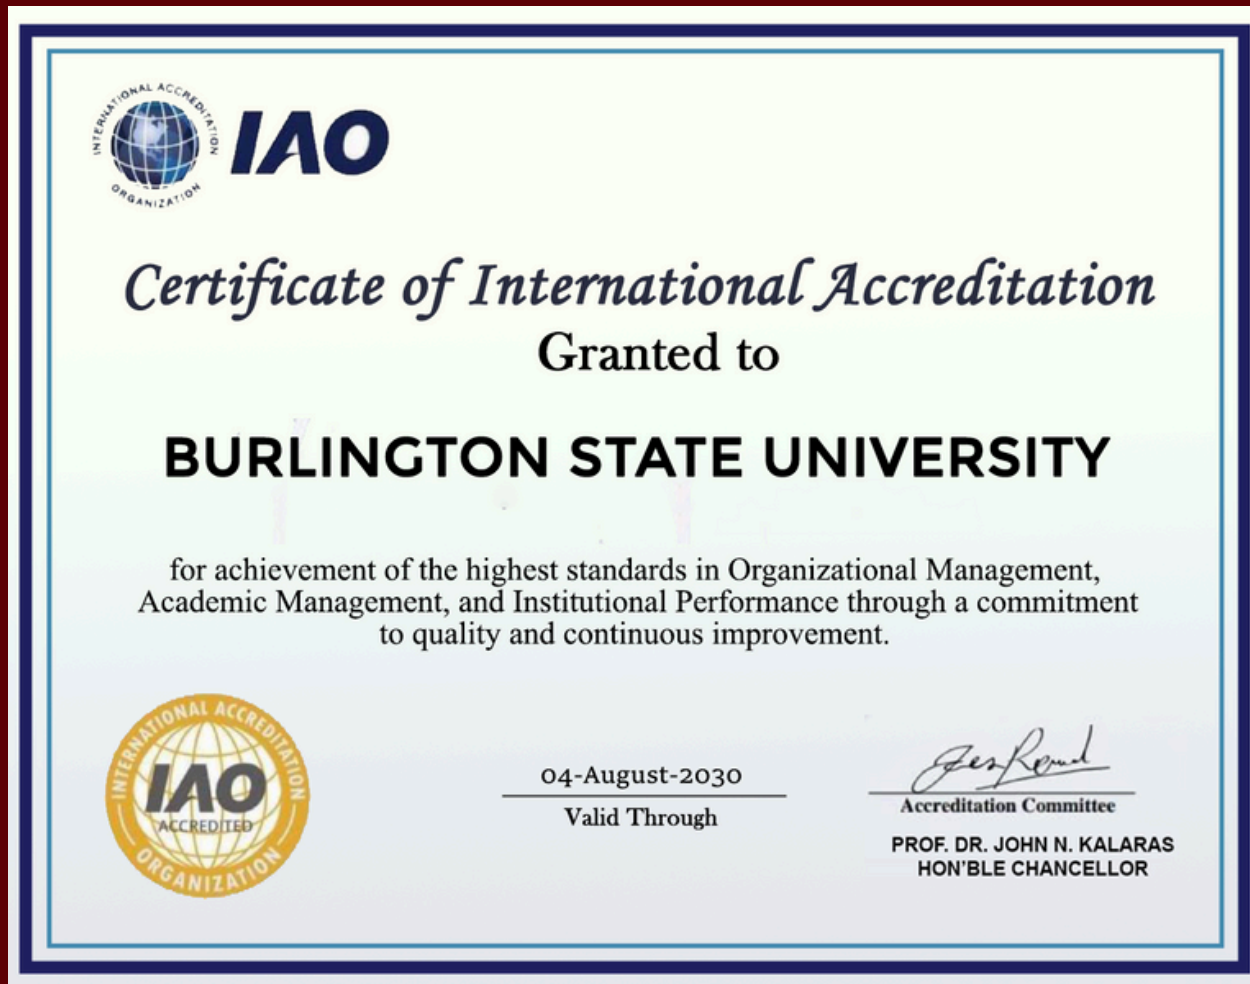 INTERNATIONAL ACCREDITATION
ORGANIZATION
IAO
Certificate of International Accreditation
Granted to
BURLINGTON STATE UNIVERSITY
for achievement of the highest standards in Organizational Management,
Academic Management, and Institutional Performance through a commitment
to quality and continuous improvement.
INTERNATIONAL ACCREDITATION
IAO
ACCREDITED
ORGANIZATION
04-August-2030
Valid Through
Accreditation Committee
PROF. DR. JOHN N. KALARAS
HON'BLE CHANCELLOR